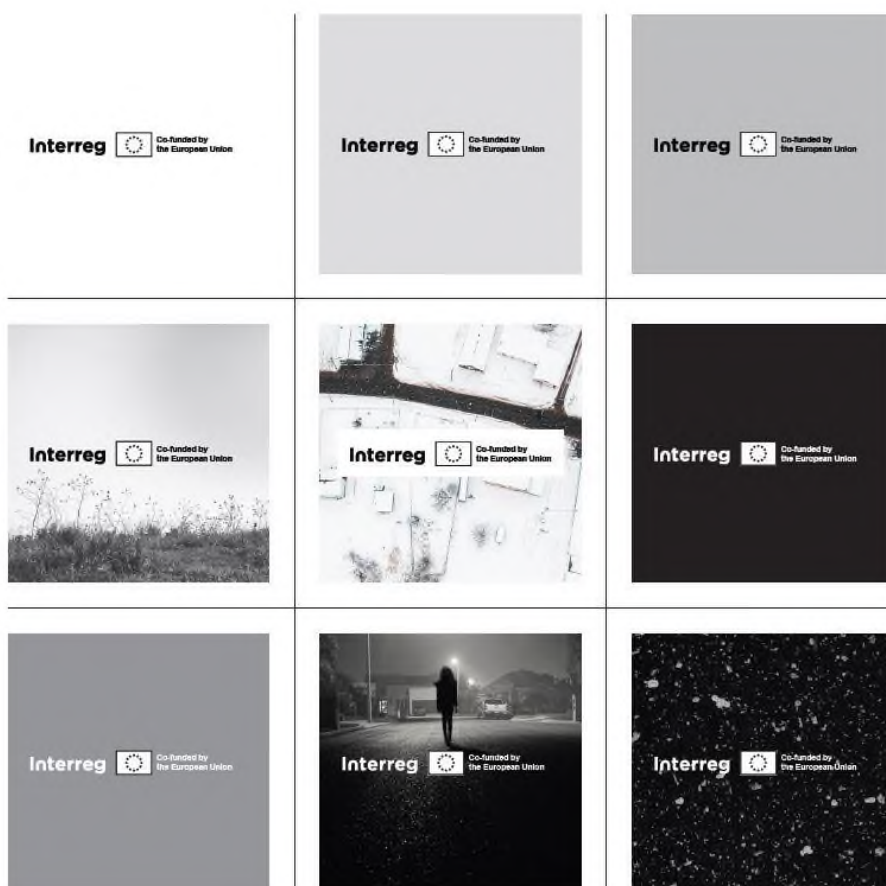 Interreg
Co-funded by
the European Union
Interreg
Co-funded by
the European Union
Interreg
Co-funded by
the European Union
Interreg
Co-funded by
the European Union
Interreg
Co-funded by
the European Union
Interreg
Co-funded by
the European Union
Interreg
Co-funded by
the European Union
Interreg
Co-funded by
the European Union
Interreg
Co-funded by
the European Union